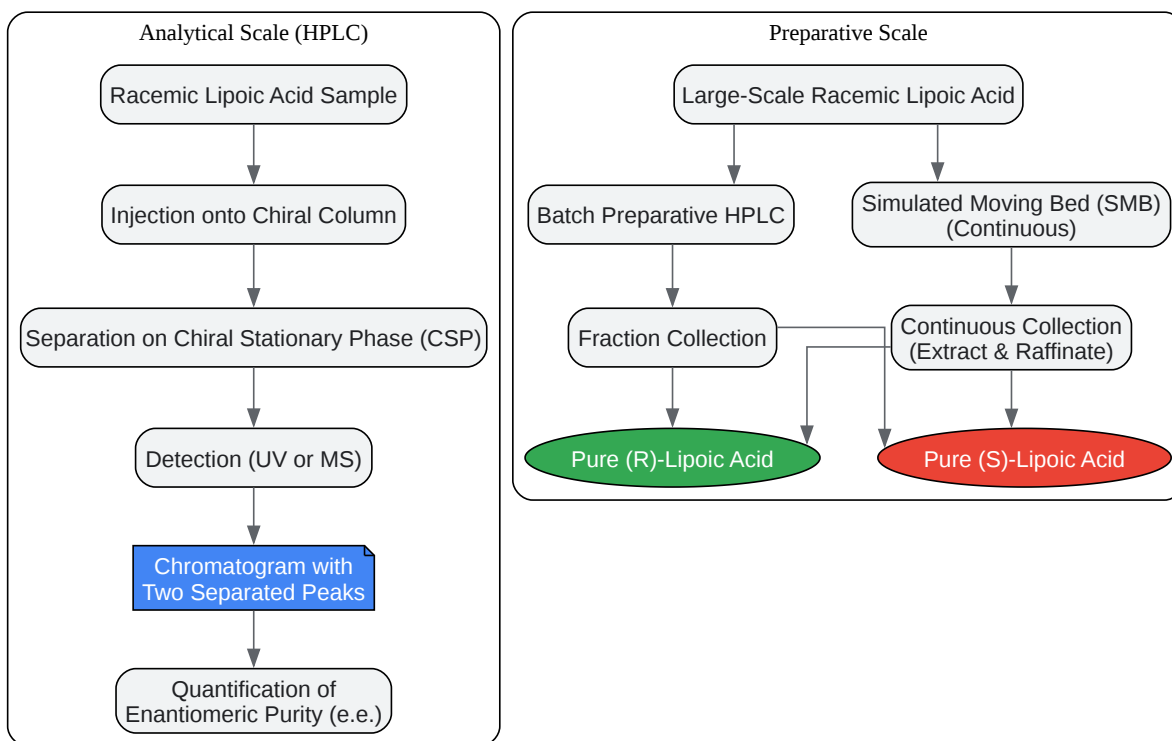 Analytical Scale (HPLC)
Racemic Lipoic Acid Sample
Injection onto Chiral Column
Separation on Chiral Stationary Phase (CSP)
Detection (UV or MS)
Chromatogram with
Two Separated Peaks
Quantification of
Enantiomeric Purity (e.e.)
Preparative Scale
Large-Scale Racemic Lipoic Acid
Batch Preparative HPLC
Simulated Moving Bed (SMB)
(Continuous)
Fraction Collection
Continuous Collection
(Extract & Raffinate)
Pure (R)-Lipoic Acid
Pure (S)-Lipoic Acid